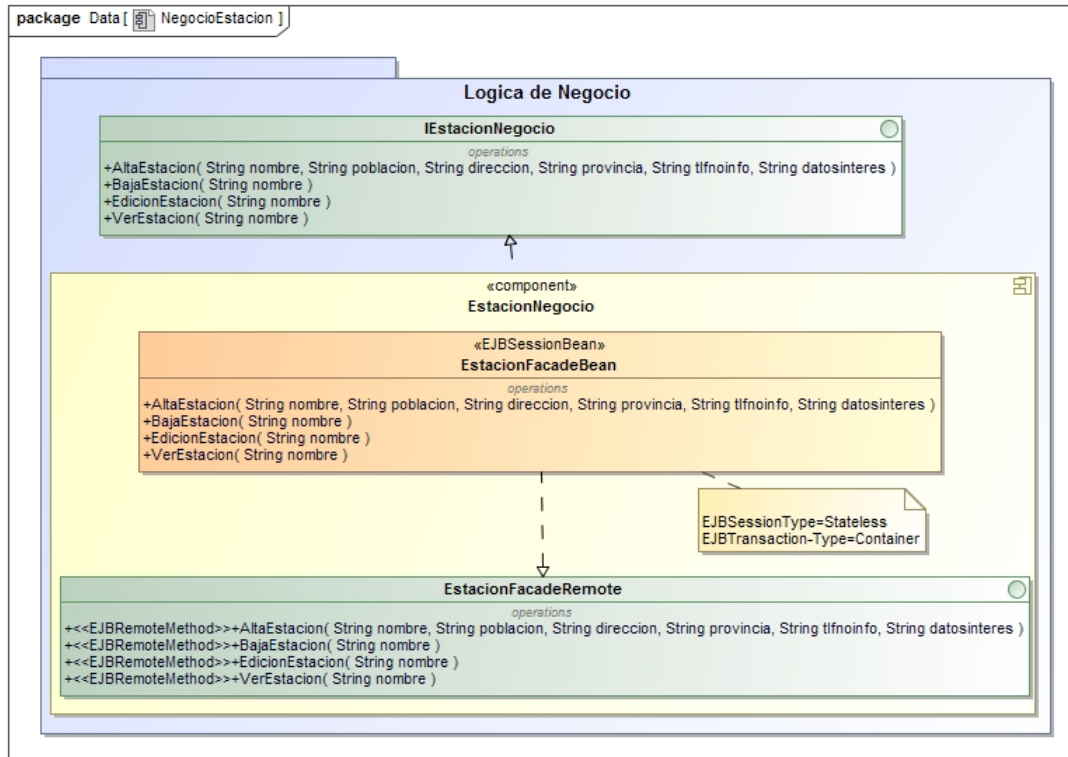 package Data [ NegocioEstacion ]
Logica de Negocio
IEstacionNegocio
operations
+AltaEstacion( String nombre, String poblacion, String direccion, String provincia, String tlfnoinfo, String datosinteres )
+BajaEstacion( String nombre )
+EdicionEstacion( String nombre )
+VerEstacion( String nombre )
«component»
EstacionNegocio
«EJBSessionBean»
EstacionFacadeBean
operations
+AltaEstacion( String nombre, String poblacion, String direccion, String provincia, String tlfnoinfo, String datosinteres )
+BajaEstacion( String nombre )
+EdicionEstacion( String nombre )
+VerEstacion( String nombre )
EJBSessionType=Stateless
EJBTransaction-Type=Container
EstacionFacadeRemote
operations
+<<EJBRemoteMethod>>+AltaEstacion( String nombre, String poblacion, String direccion, String provincia, String tlfnoinfo, String datosinteres )
+<<EJBRemoteMethod>>+BajaEstacion( String nombre )
+<<EJBRemoteMethod>>+EdicionEstacion( String nombre )
+<<EJBRemoteMethod>>+VerEstacion( String nombre )